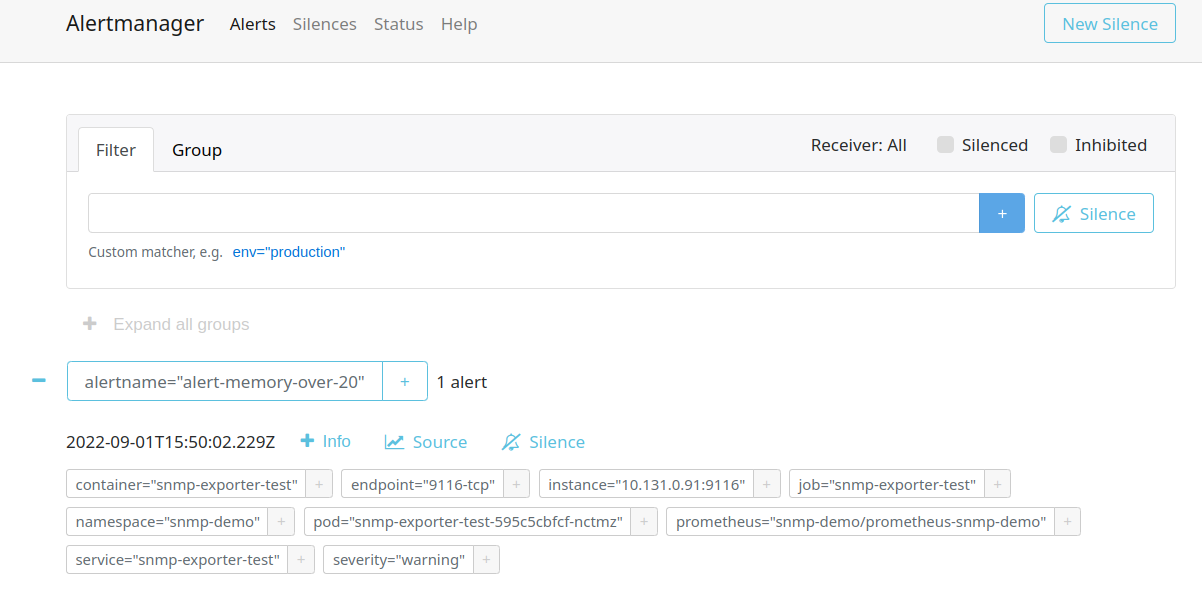 Alertmanager Alerts Silences Status Help New Silence
Filter Group Receiver: All Silenced Inhibited
+ Silence
Custom matcher, e.g. env="production"
+ Expand all groups
− alertname="alert-memory-over-20" + 1 alert
2022-09-01T15:50:02.229Z + Info Source Silence
container="snmp-exporter-test" + endpoint="9116-tcp" + instance="10.131.0.91:9116" + job="snmp-exporter-test" +
namespace="snmp-demo" + pod="snmp-exporter-test-595c5cbfcf-nctmz" + prometheus="snmp-demo/prometheus-snmp-demo" +
service="snmp-exporter-test" + severity="warning" +